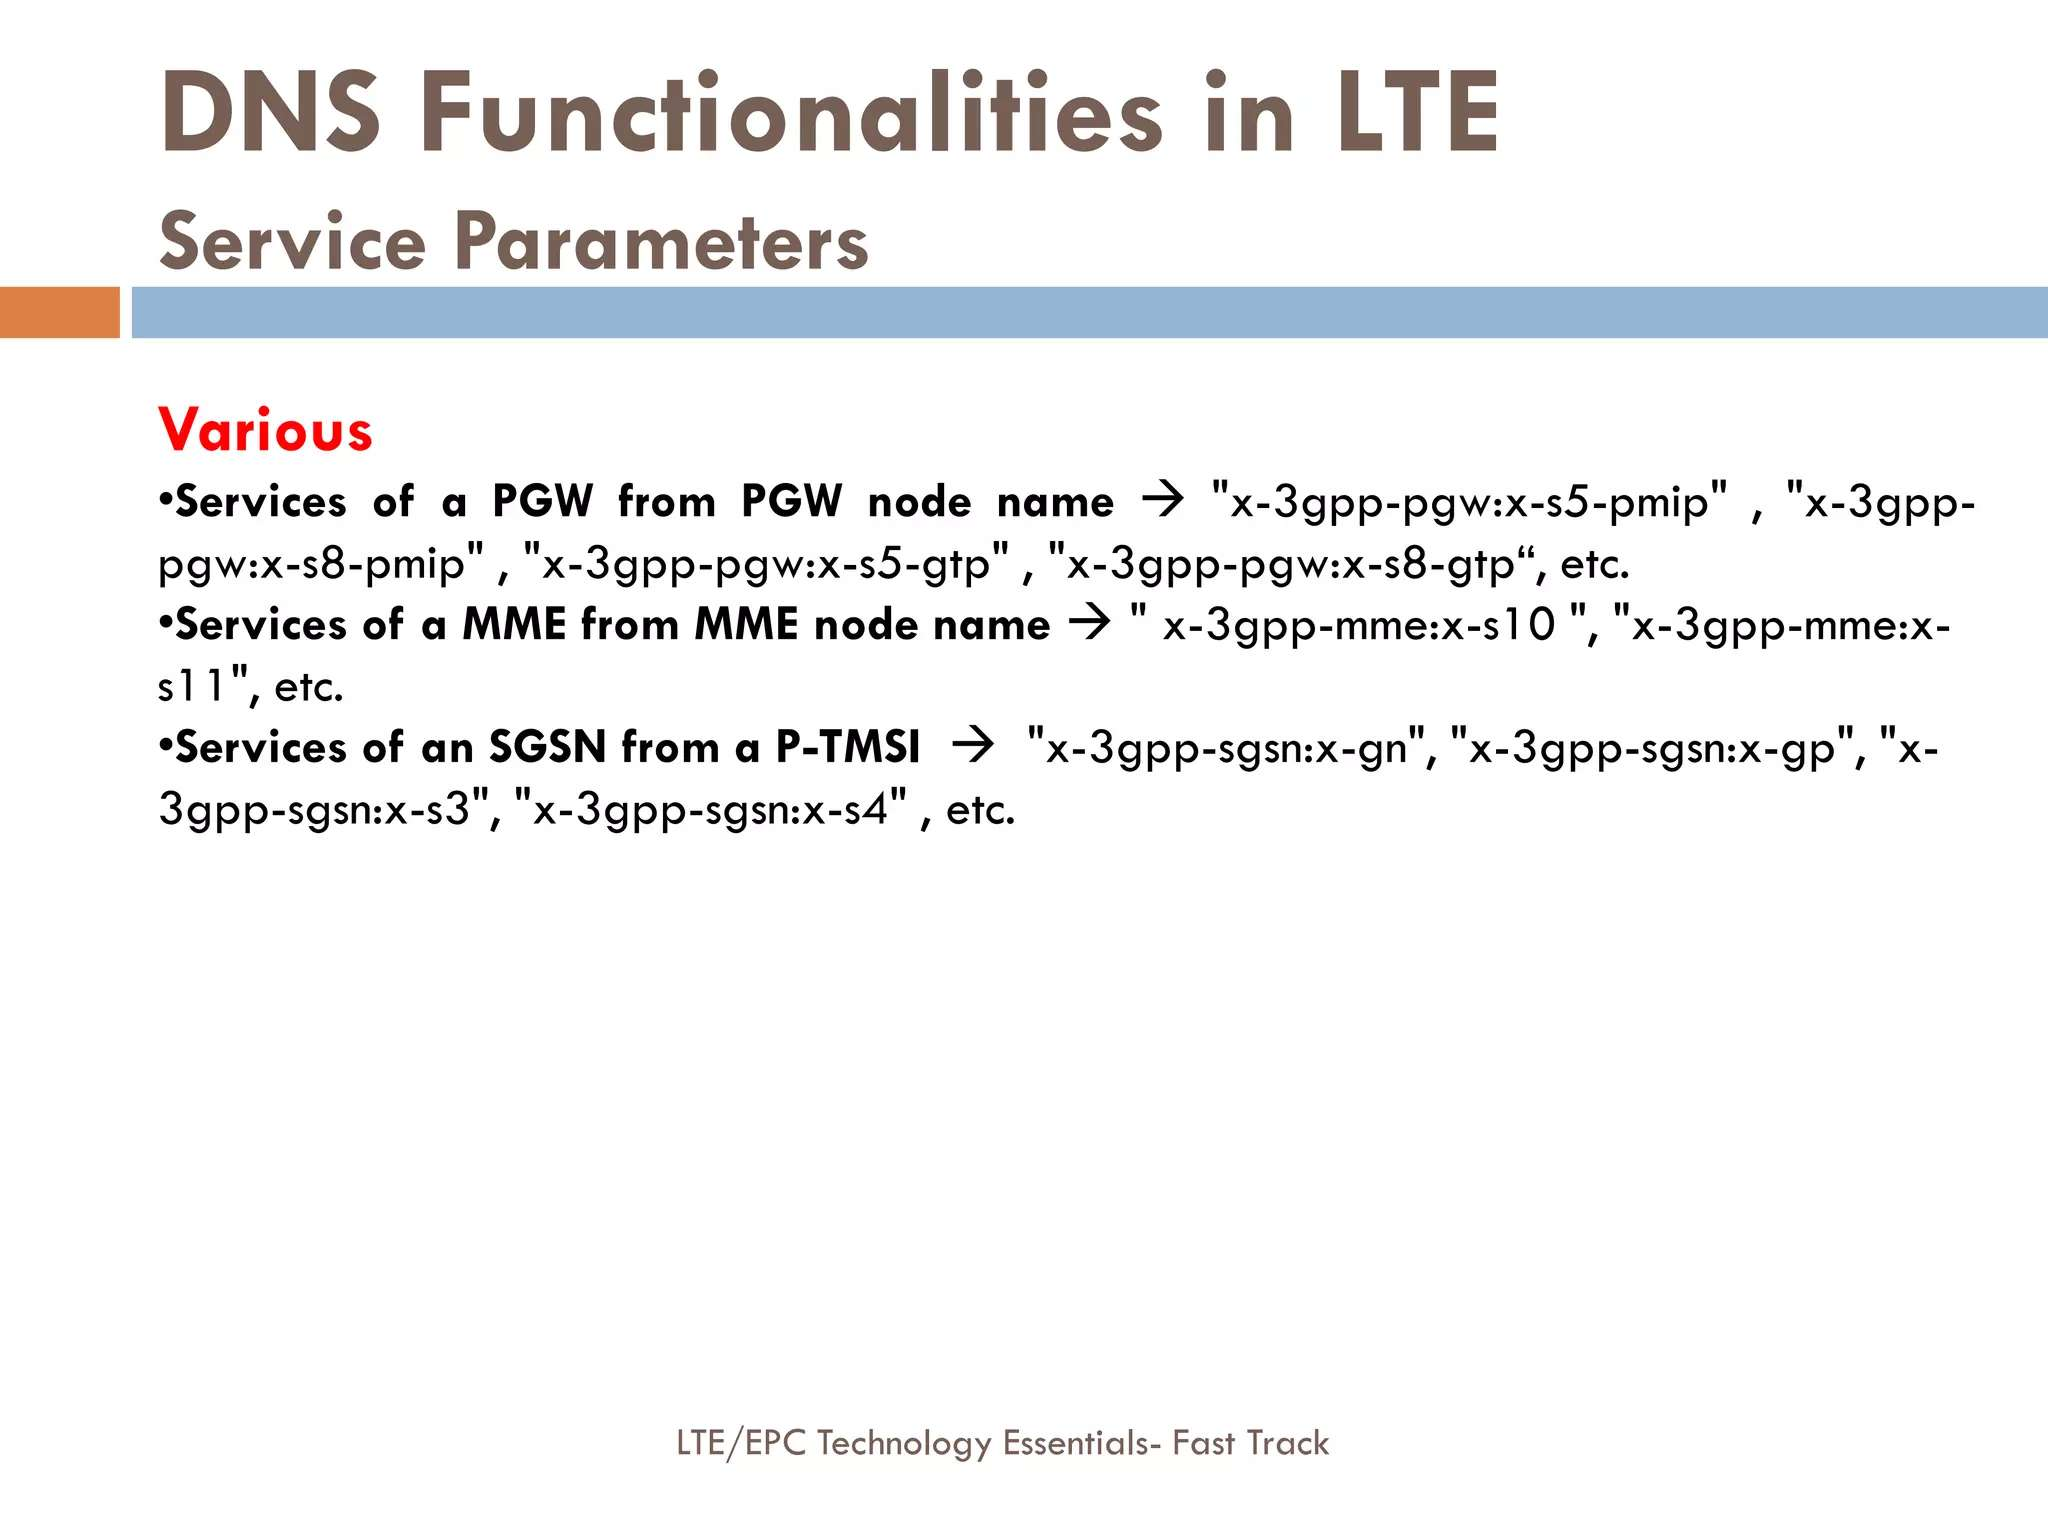 DNS Functionalities in LTE
Service Parameters
Various
•Services of a PGW from PGW node name → "x-3gpp-pgw:x-s5-pmip" , "x-3gpp-
pgw:x-s8-pmip" , "x-3gpp-pgw:x-s5-gtp" , "x-3gpp-pgw:x-s8-gtp“, etc.
•Services of a MME from MME node name → " x-3gpp-mme:x-s10 ", "x-3gpp-mme:x-
s11", etc.
•Services of an SGSN from a P-TMSI → "x-3gpp-sgsn:x-gn", "x-3gpp-sgsn:x-gp", "x-
3gpp-sgsn:x-s3", "x-3gpp-sgsn:x-s4" , etc.
LTE/EPC Technology Essentials- Fast Track